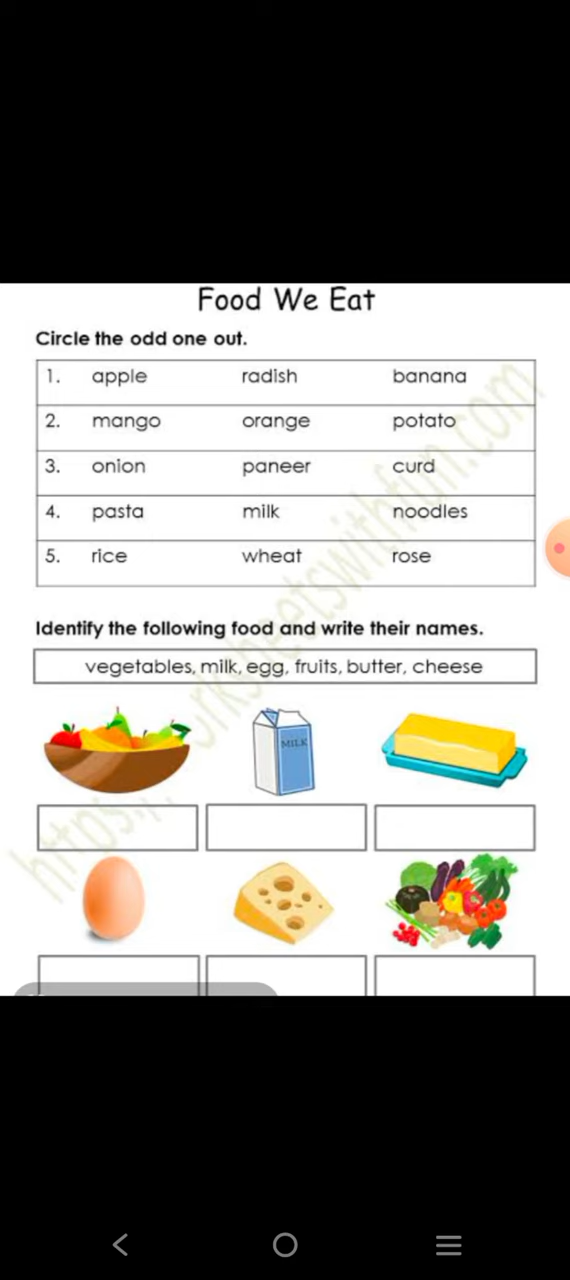 Food We Eat
Circle the odd one out.
1. apple radish banana
2. mango orange potato
3. onion paneer curd
4. pasta milk noodles
5. rice wheat rose
Identify the following food and write their names.
vegetables, milk, egg, fruits, butter, cheese
MILK